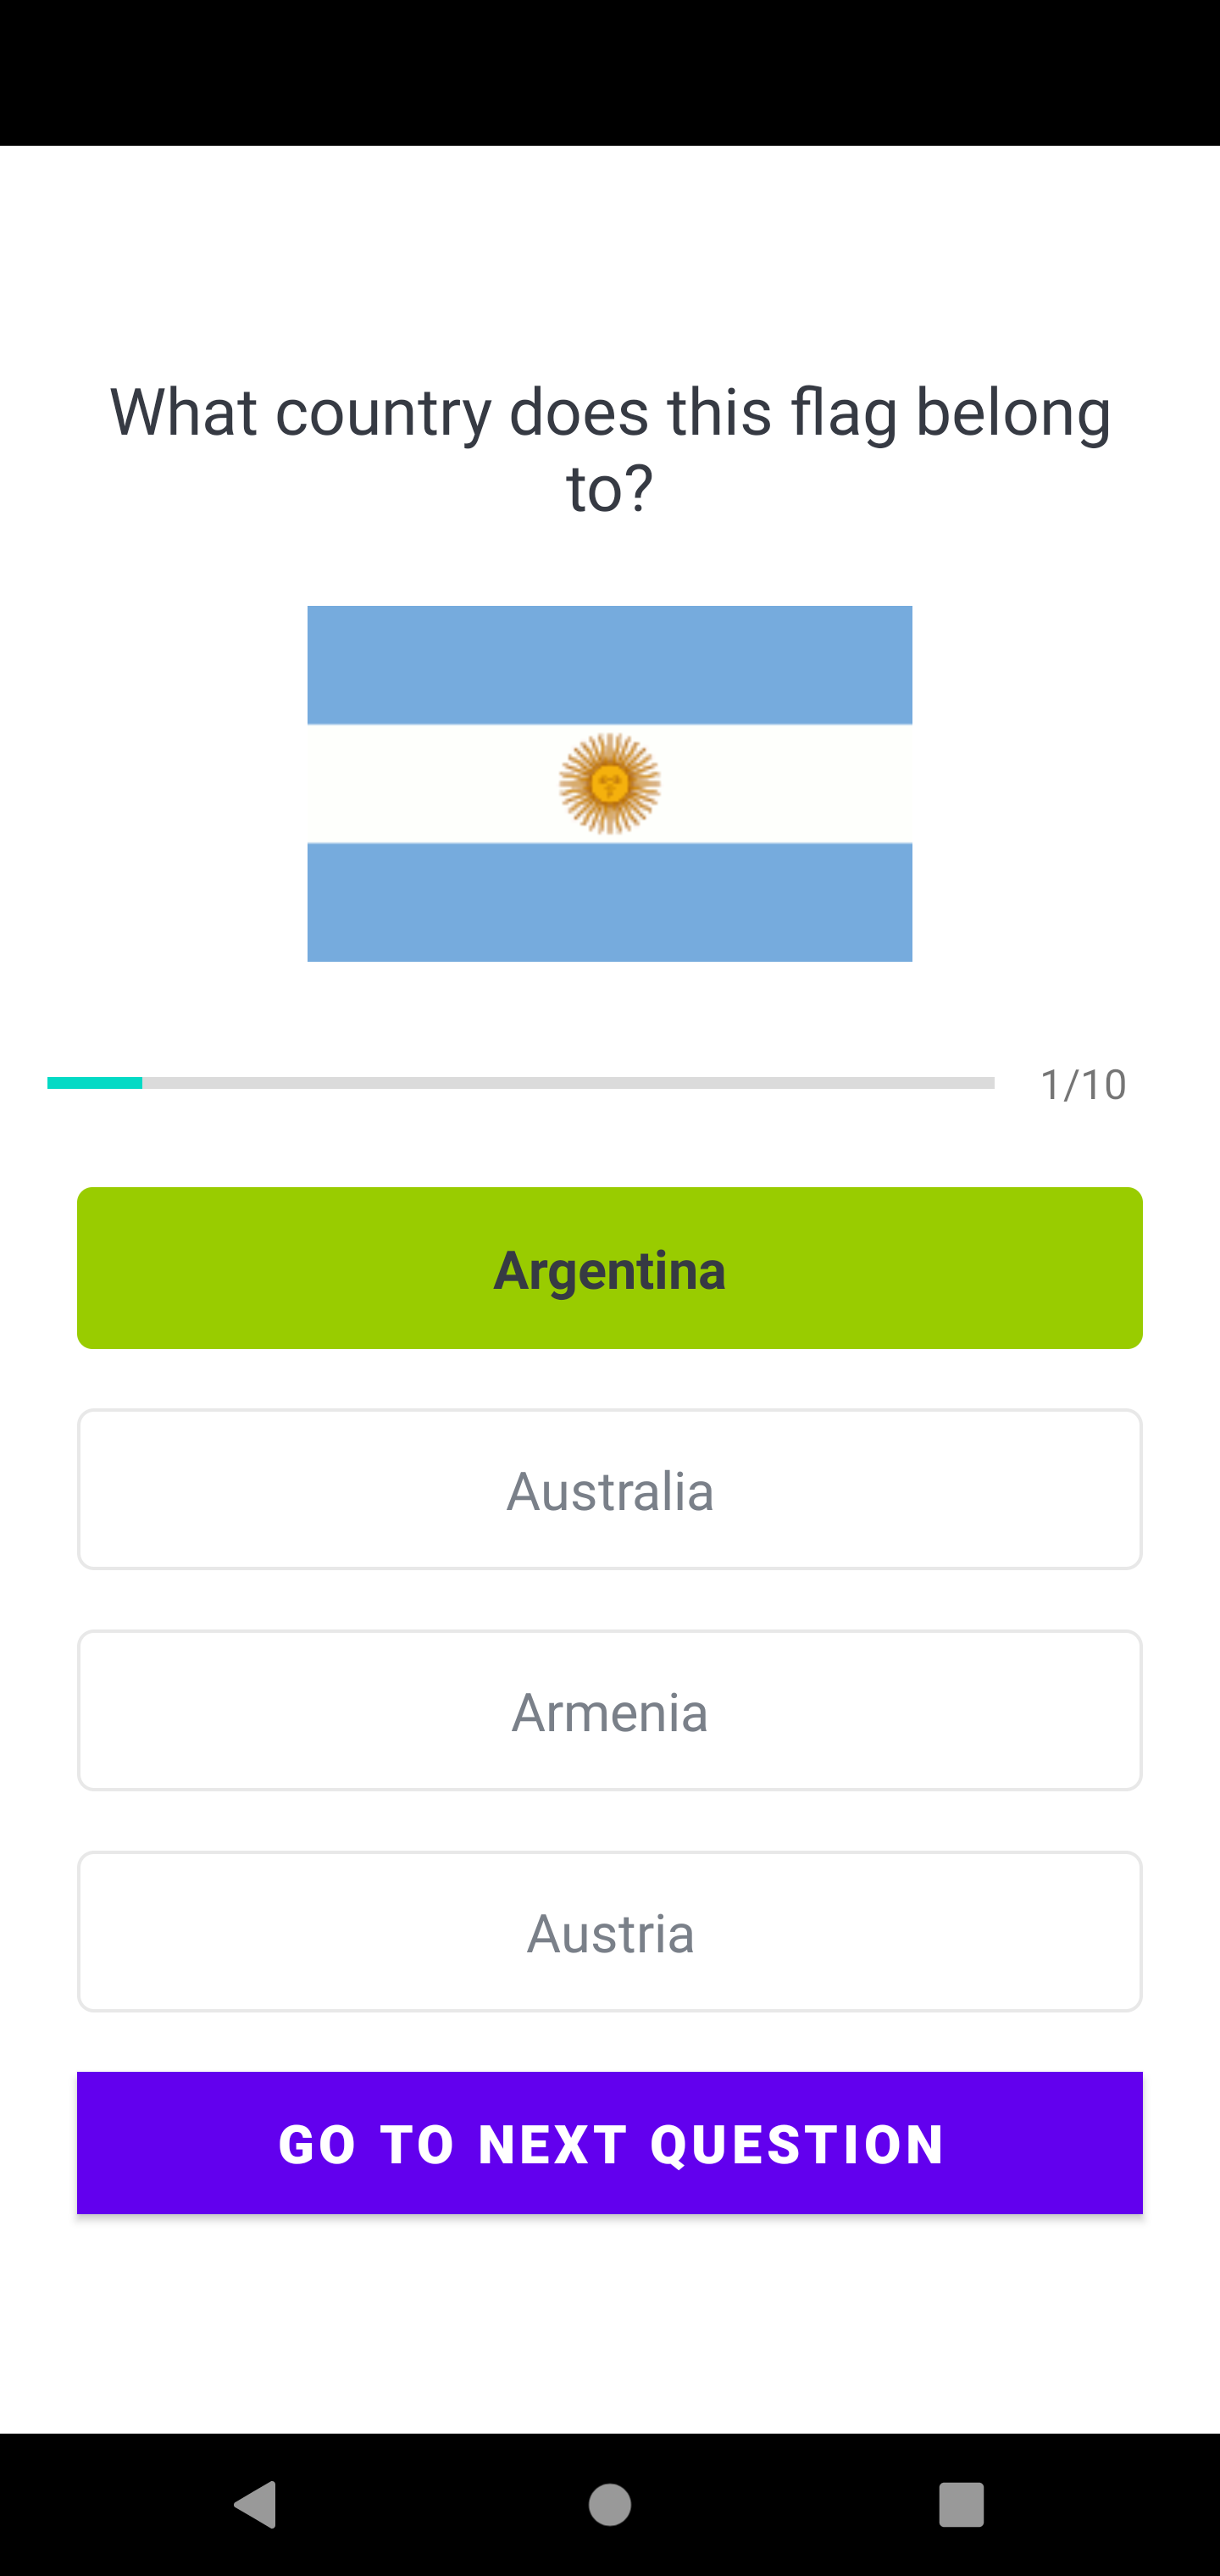 What country does this flag belong
to?
1/10
Argentina
Australia
Armenia
Austria
GO TO NEXT QUESTION